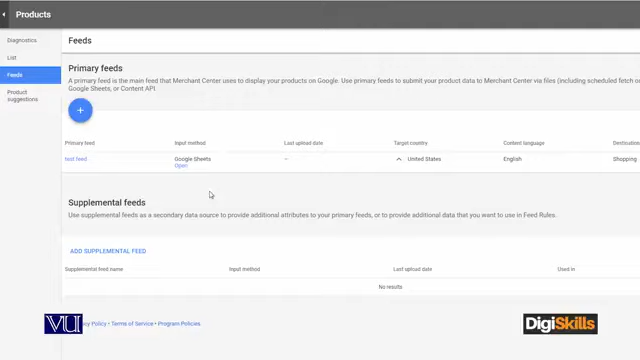 Products
Diagnostics
List
Feeds
Product suggestions
Feeds
Primary feeds
A primary feed is the main feed that Merchant Center uses to display your products on Google. Use primary feeds to submit your product data to Merchant Center via files (including scheduled fetch
Google Sheets, or Content API.
+
Primary feed Input method Last upload date Target country Content language Destination
test feed Google Sheets – United States English Shopping
Open
Supplemental feeds
Use supplemental feeds as a secondary data source to provide additional attributes to your primary feeds, or to provide additional data that you want to use in Feed Rules.
ADD SUPPLEMENTAL FEED
Supplemental feed name Input method Last upload date Used in
No results
VU
Policy • Terms of Service • Program Policies
DigiSkills